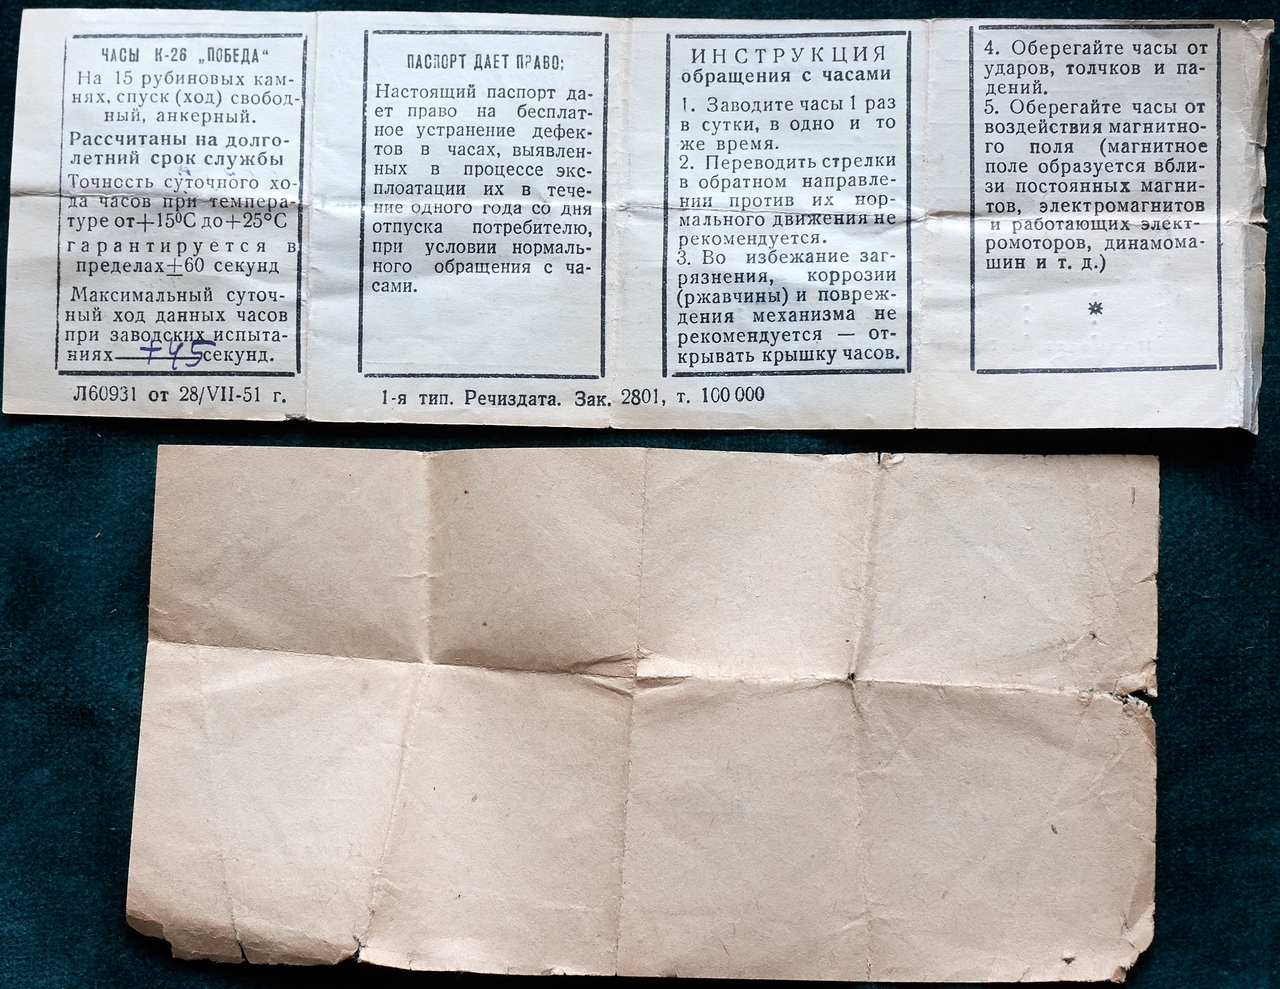 ЧАСЫ К-26 „ПОБЕДА“
На 15 рубиновых кам-
нях, спуск (ход) свобод-
ный, анкерный.
Рассчитаны на долго-
летний срок службы
Точность суточного хо-
да часов при темпера-
туре от+15°С до+25°С
гарантируется в
пределах±60 секунд
Максимальный суточ-
ный ход данных часов
при заводских испыта-
ниях +45 секунд.
Л60931 от 28/VII-51 г.
ПАСПОРТ ДАЕТ ПРАВО:
Настоящий паспорт да-
ет право на бесплат-
ное устранение дефек-
тов в часах, выявлен-
ных в процессе экс-
плоатации их в тече-
ние одного года со дня
отпуска потребителю,
при условии нормаль-
ного обращения с ча-
сами.
1-я тип. Речиздата. Зак. 2801, т. 100 000
ИНСТРУКЦИЯ
обращения с часами
1. Заводите часы 1 раз
в сутки, в одно и то
же время.
2. Переводить стрелки
в обратном направле-
нии против их нор-
мального движения не
рекомендуется.
3. Во избежание заг-
рязнения, коррозии
(ржавчины) и повреж-
дения механизма не
рекомендуется — от-
крывать крышку часов.
4. Оберегайте часы от
ударов, толчков и па-
дений.
5. Оберегайте часы от
воздействия магнитно-
го поля (магнитное
поле образуется вбли-
зи постоянных магни-
тов, электромагнитов
и работающих элект-
ромоторов, динамома-
шин и т. д.)